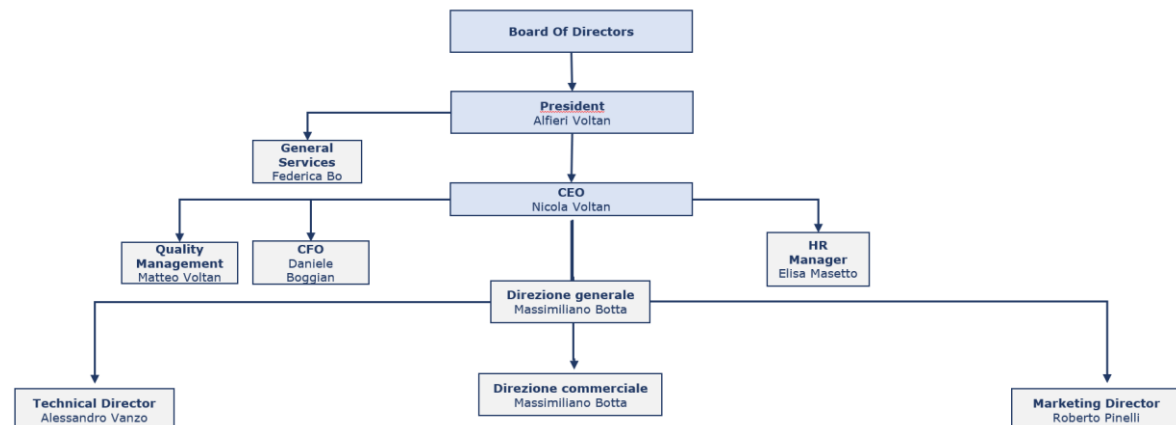 Board Of Directors
President
Alfieri Voltan
General
Services
Federica Bo
CEO
Nicola Voltan
Quality
Management
Matteo Voltan
CFO
Daniele
Boggian
HR
Manager
Elisa Masetto
Direzione generale
Massimiliano Botta
Technical Director
Alessandro Vanzo
Direzione commerciale
Massimiliano Botta
Marketing Director
Roberto Pinelli